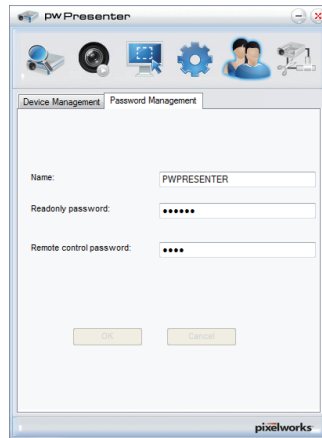 pw Presenter
Device Management Password Management
Name: PWPRESENTER
Readonly password: ••••••
Remote control password: ••••
OK Cancel
pixelworks